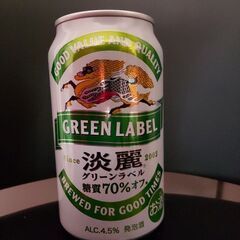 GOOD VALUE AND QUALITY
GREEN LABEL
Since 淡麗 2002
グリーンラベル
糖質70%オフ
BREWED FOR GOOD TIMES
ALC.4.5% 発泡酒